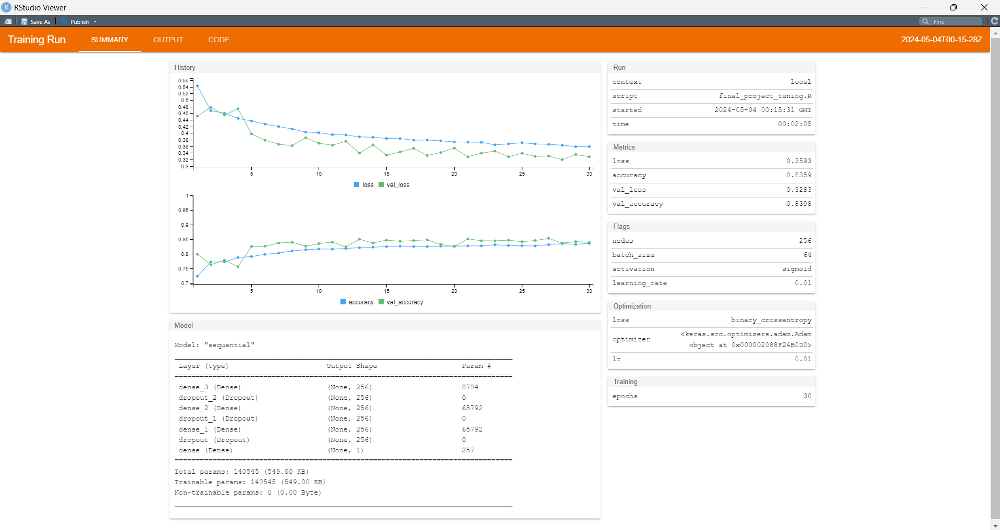 RStudio Viewer
Save As
Publish
Find
Training Run
SUMMARY
OUTPUT
CODE
2024-05-04T00-15-28Z
History
0.56
0.54
0.52
0.5
0.48
0.46
0.44
0.42
0.4
0.38
0.36
0.34
0.32
0.3
5 10 15 20 25 30
loss val_loss
1
0.95
0.9
0.85
0.8
0.75
0.7
5 10 15 20 25 30
accuracy val_accuracy
Model
Model: "sequential"
________________________________________________________________________________
Layer (type) Output Shape Param #
================================================================================
dense_3 (Dense) (None, 256) 8704
dropout_2 (Dropout) (None, 256) 0
dense_2 (Dense) (None, 256) 65792
dropout_1 (Dropout) (None, 256) 0
dense_1 (Dense) (None, 256) 65792
dropout (Dropout) (None, 256) 0
dense (Dense) (None, 1) 257
================================================================================
Total params: 140545 (549.00 KB)
Trainable params: 140545 (549.00 KB)
Non-trainable params: 0 (0.00 Byte)
________________________________________________________________________________
Run
context local
script final_project_tuning.R
started 2024-05-04 00:15:31 GMT
time 00:02:05
Metrics
loss 0.3593
accuracy 0.8359
val_loss 0.3283
val_accuracy 0.8398
Flags
nodes 256
batch_size 64
activation sigmoid
learning_rate 0.01
Optimization
loss binary_crossentropy
optimizer <keras.src.optimizers.adam.Adam
object at 0x000002088F24B0D0>
lr 0.01
Training
epochs 30